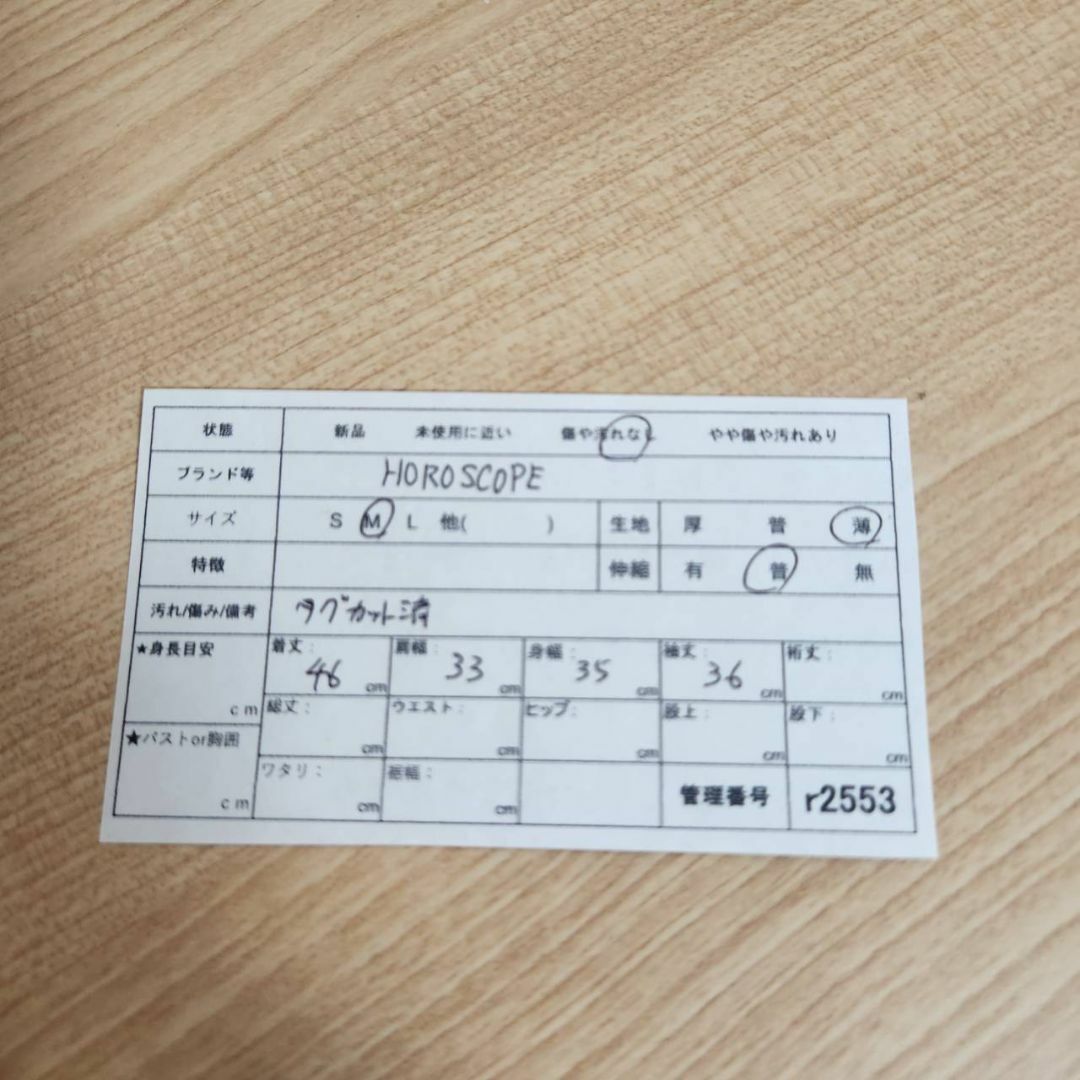 状態 新品 未使用に近い 傷や汚れなし やや傷や汚れあり
ブランド等 HOROSCOPE
サイズ S M L 他( ) 生地 厚 普 薄
特徴 伸縮 有 普 無
汚れ/傷み/備考 タグカット済
★身長目安 cm 着丈: 46 cm 肩幅: 33 cm 身幅: 35 cm 袖丈: 36 cm 裄丈: cm
総丈: cm ウエスト: cm ヒップ: cm 股上: cm 股下: cm
★バストor胸囲 cm ワタリ: cm 裾幅: cm 管理番号 r2553